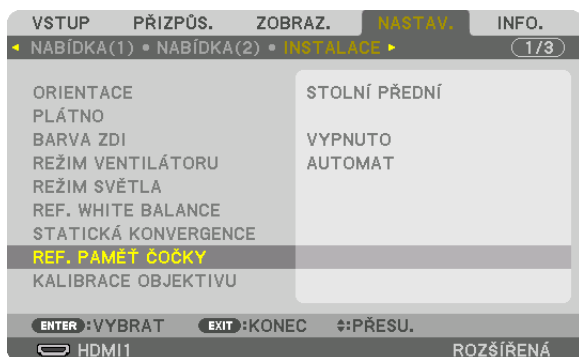 VSTUP PŘIZPŮS. ZOBRAZ. NASTAV. INFO.
NABÍDKA(1) • NABÍDKA(2) • INSTALACE 1/3
ORIENTACE STOLNÍ PŘEDNÍ
PLÁTNO
BARVA ZDI VYPNUTO
REŽIM VENTILÁTORU AUTOMAT
REŽIM SVĚTLA
REF. WHITE BALANCE
STATICKÁ KONVERGENCE
REF. PAMĚŤ ČOČKY
KALIBRACE OBJEKTIVU
ENTER :VYBRAT EXIT :KONEC :PŘESU.
HDMI1 ROZŠÍŘENÁ